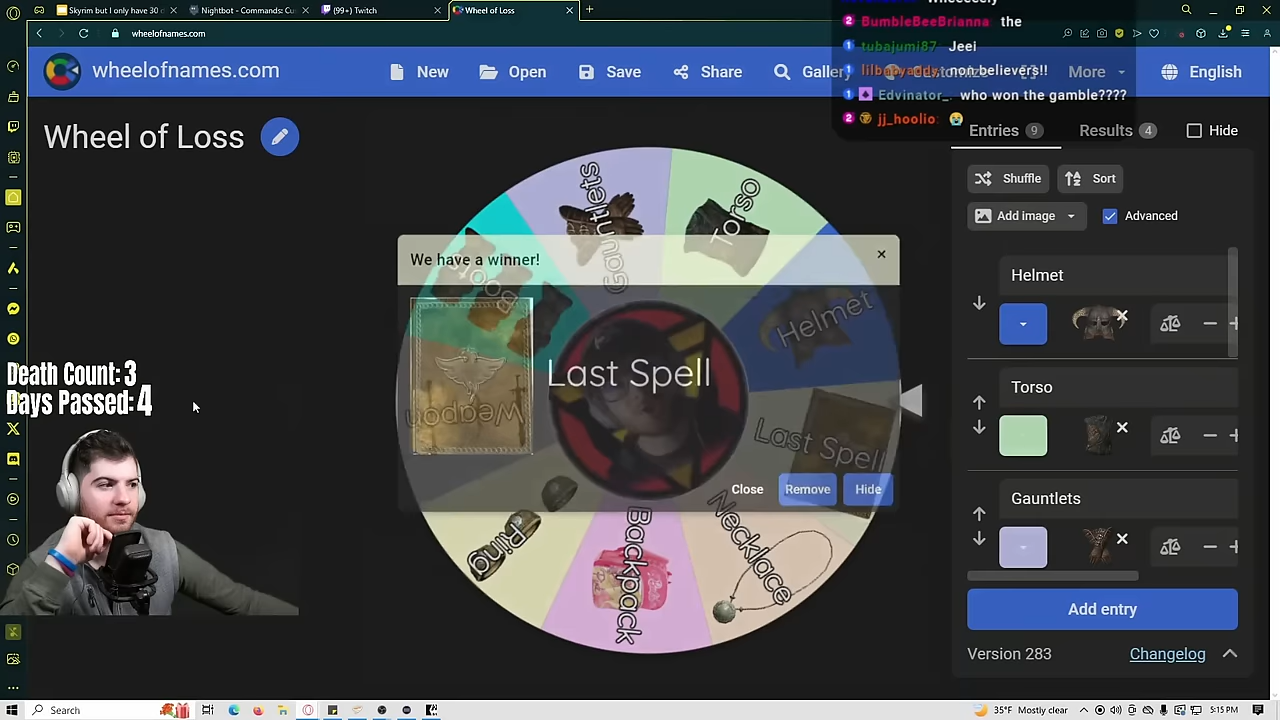 Skyrim but I only have 30 d
Nightbot - Commands: Cu
(99+) Twitch
Wheel of Loss
wheelofnames.com
BumbleBeeBrianna the
tubajumi87 Jeei
non believers!!
Edvinator_. who won the gamble????
jj_hoolio:
wheelofnames.com
New
Open
Save
Share
Gallery
Customize
More
English
Wheel of Loss
Entries 9
Results 4
Hide
Shuffle
Sort
Add image
Advanced
Helmet
Torso
Gauntlets
Add entry
Version 283
Changelog
Gauntlets
Torso
Helmet
Last Spell
Necklace
Backpack
Ring
Weapon
Boots
We have a winner!
Last Spell
Close
Remove
Hide
Death Count: 3
Days Passed: 4
Search
35°F Mostly clear
5:15 PM